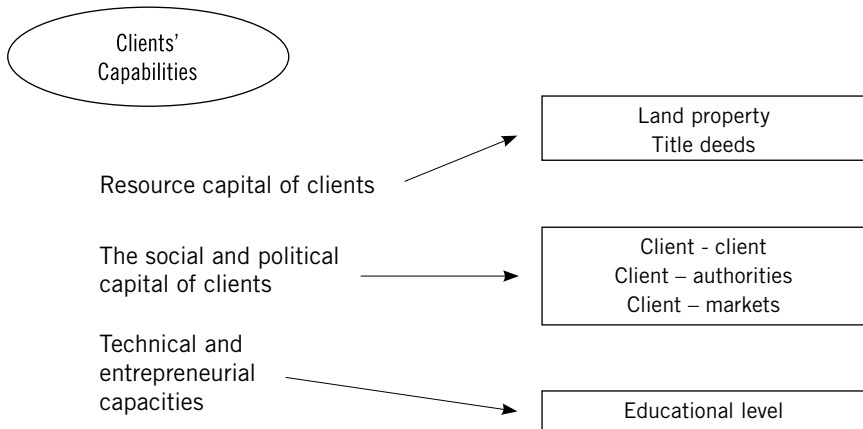 Clients’
Capabilities
Land property
Title deeds
Resource capital of clients
The social and political
capital of clients
Client - client
Client – authorities
Client – markets
Technical and
entrepreneurial
capacities
Educational level